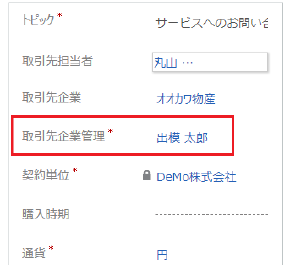 トピック* サービスへのお問い合
取引先担当者 丸山 …
取引先企業 オオカワ物産
取引先企業管理* 出模 太郎
契約単位* DeMo株式会社
購入時期 ----------------
通貨* 円